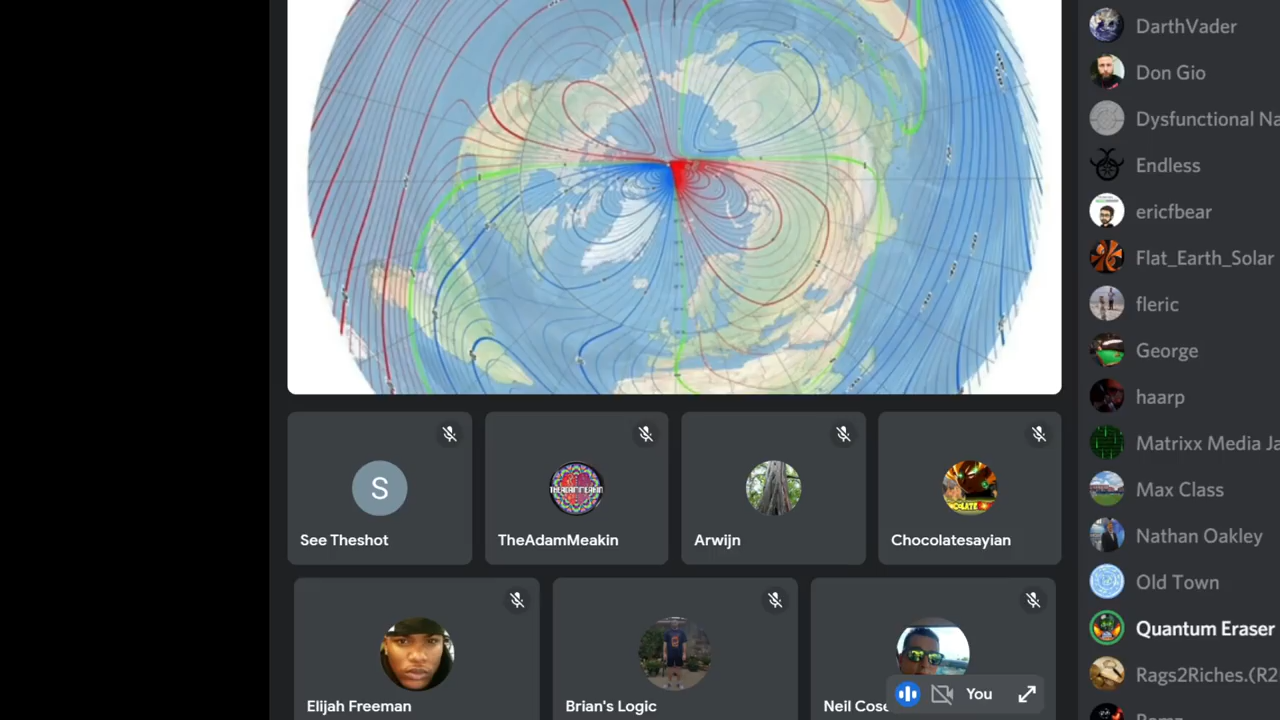 DarthVader
Don Gio
Dysfunctional Na
Endless
ericfbear
Flat_Earth_Solar
fleric
George
haarp
Matrixx Media Ja
Max Class
Nathan Oakley
Old Town
Quantum Eraser
Rags2Riches.(R2
S
See Theshot
THEADAMMEAKIN
TheAdamMeakin
Arwijn
Chocolatesayian
Elijah Freeman
Brian's Logic
Neil Cose
You